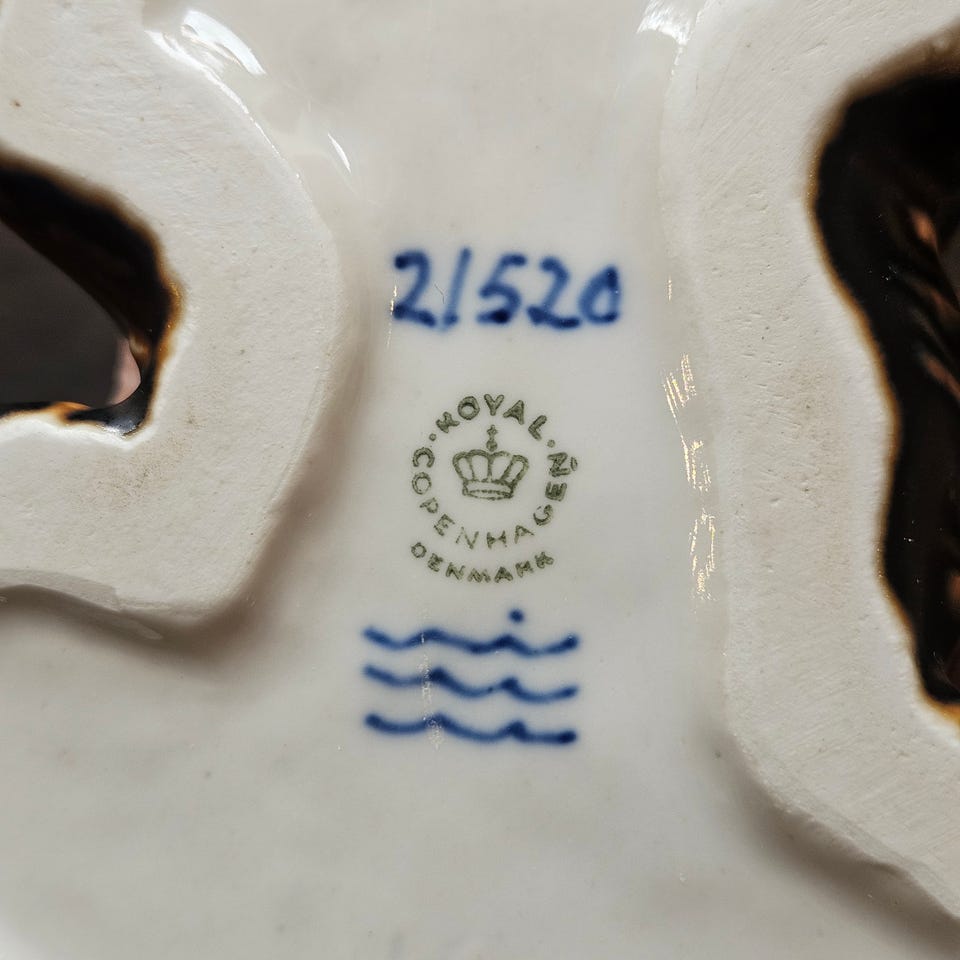 21520
ROYAL
COPENHAGEN
DENMARK